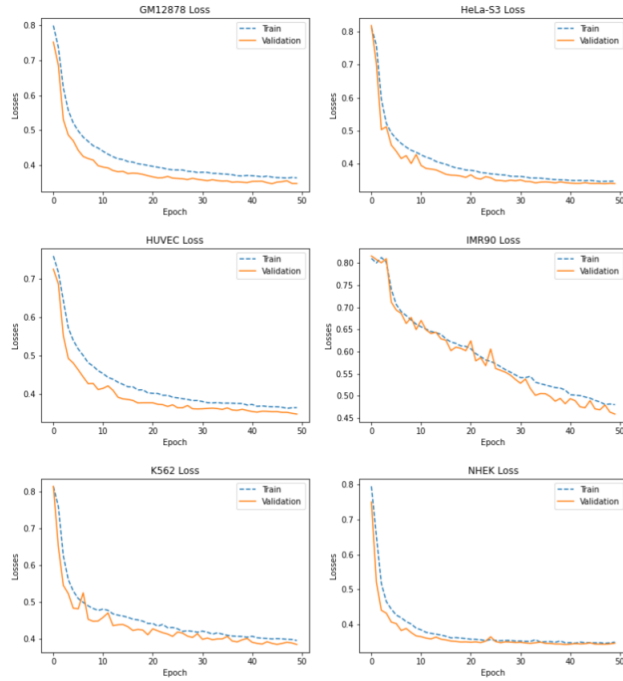 GM12878 Loss
Train
Validation
0.8
0.7
0.6
0.5
0.4
Losses
0 10 20 30 40 50
Epoch
HeLa-S3 Loss
Train
Validation
0.8
0.7
0.6
0.5
0.4
Losses
0 10 20 30 40 50
Epoch
HUVEC Loss
Train
Validation
0.7
0.6
0.5
0.4
Losses
0 10 20 30 40 50
Epoch
IMR90 Loss
Train
Validation
0.80
0.75
0.70
0.65
0.60
0.55
0.50
0.45
Losses
0 10 20 30 40 50
Epoch
K562 Loss
Train
Validation
0.8
0.7
0.6
0.5
0.4
Losses
0 10 20 30 40 50
Epoch
NHEK Loss
Train
Validation
0.8
0.7
0.6
0.5
0.4
Losses
0 10 20 30 40 50
Epoch